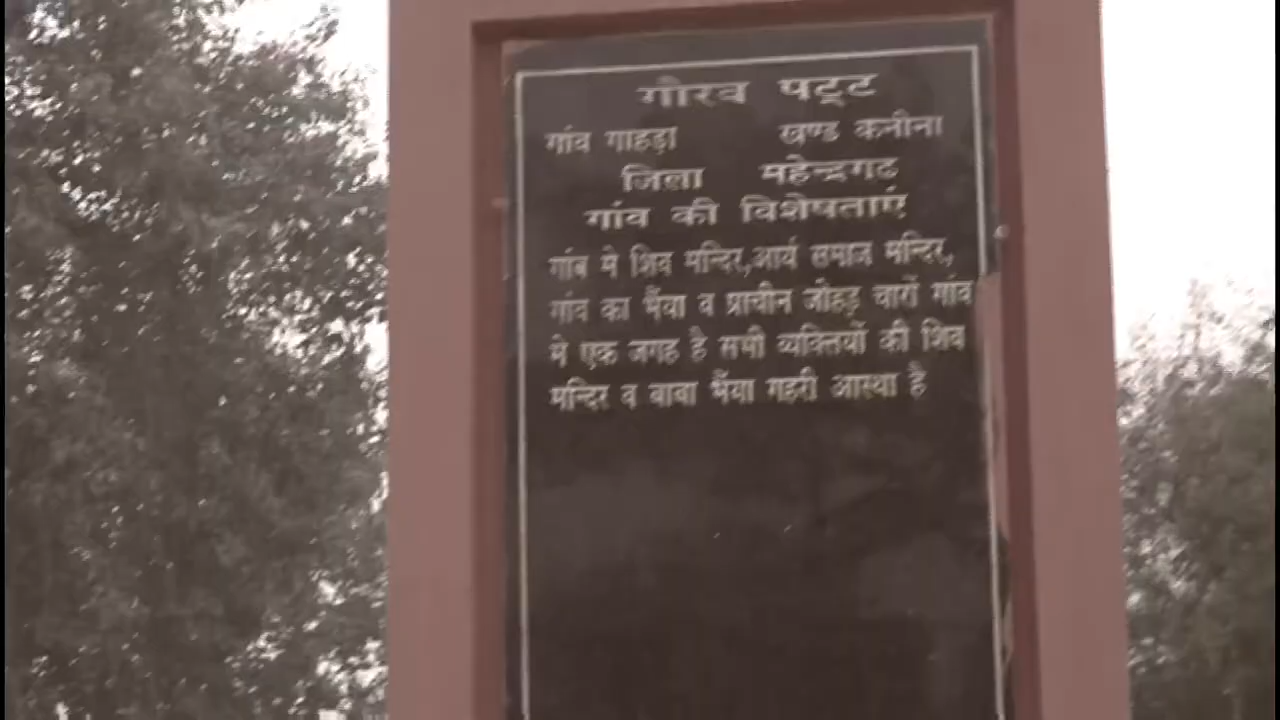 गौरव पट्ट
गांव गाहड़ा खण्ड कनीना
जिला महेन्द्रगढ
गांव की विशेषताएं
गांब मे शिव मन्दिर,आर्य समाज मन्दिर,
गांव का भैंया व प्राचीन जोहड़ चारों गांव
मे एक जगह है सभी व्यक्तियों की शिव
मन्दिर व बाबा भैंया गहरी आस्था है